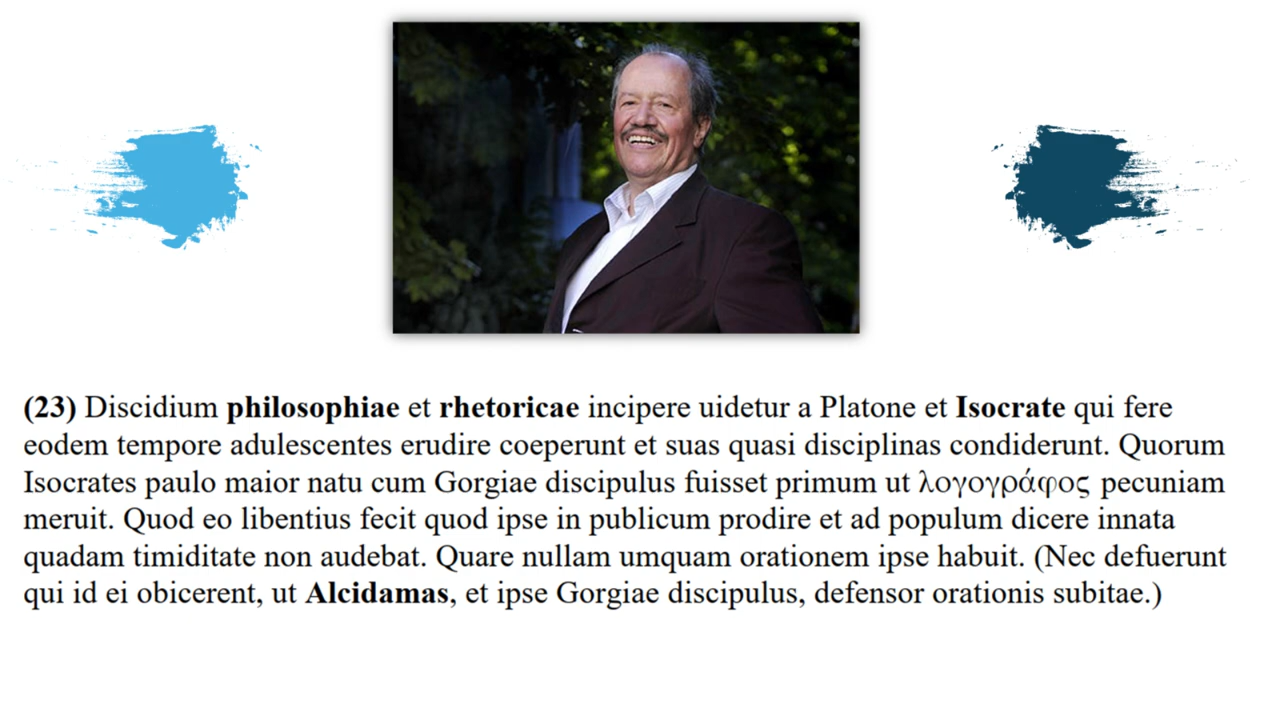 (23) Discidium philosophiae et rhetoricae incipere uidetur a Platone et Isocrate qui fere
eodem tempore adulescentes erudire coeperunt et suas quasi disciplinas condiderunt. Quorum
Isocrates paulo maior natu cum Gorgiae discipulus fuisset primum ut λογογράφος pecuniam
meruit. Quod eo libentius fecit quod ipse in publicum prodire et ad populum dicere innata
quadam timiditate non audebat. Quare nullam umquam orationem ipse habuit. (Nec defuerunt
qui id ei obicerent, ut Alcidamas, et ipse Gorgiae discipulus, defensor orationis subitae.)